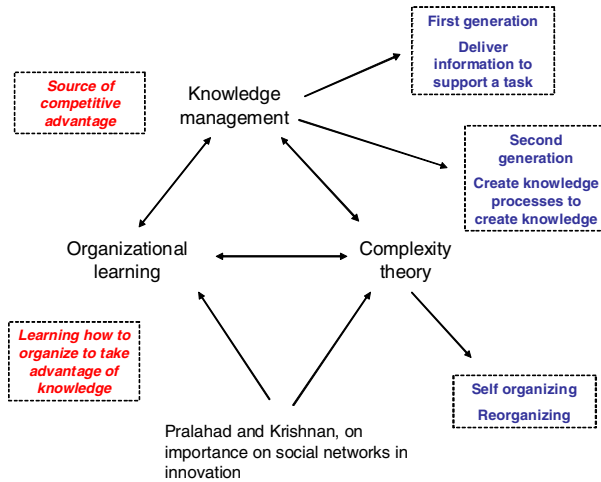 First generation
Deliver
information to
support a task
Source of
competitive
advantage
Knowledge
management
Second
generation
Create knowledge
processes to
create knowledge
Organizational
learning
Complexity
theory
Learning how to
organize to take
advantage of
knowledge
Self organizing
Reorganizing
Pralahad and Krishnan, on
importance on social networks in
innovation